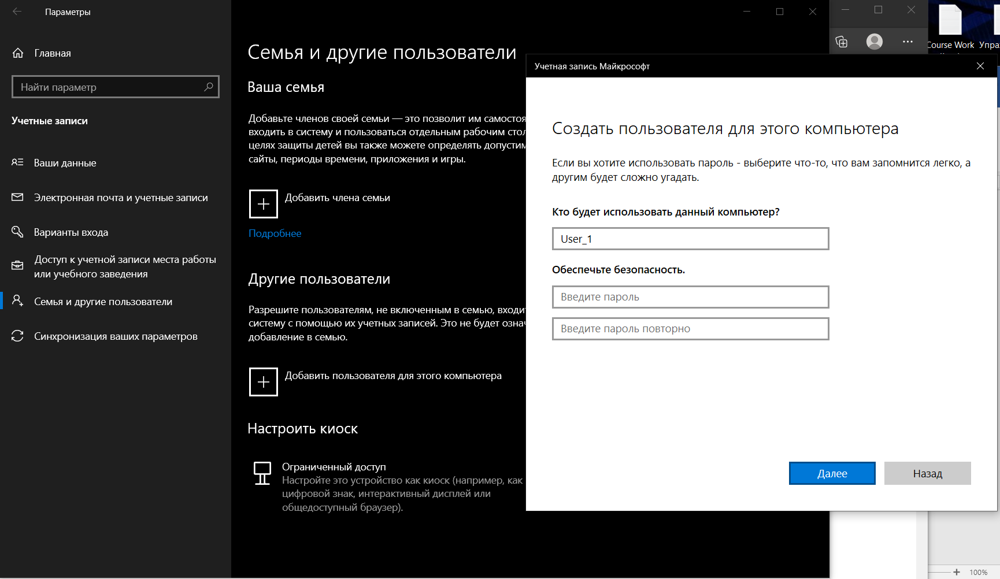 Параметры
Главная
Найти параметр
Учетные записи
Ваши данные
Электронная почта и учетные записи
Варианты входа
Доступ к учетной записи места работы
или учебного заведения
Семья и другие пользователи
Синхронизация ваших параметров
Семья и другие пользователи
Ваша семья
Добавьте членов своей семьи — это позволит им
входить в систему и пользоваться отдельным рабочим
целях защиты детей вы также можете определять
сайты, периоды времени, приложения и игры.
Добавить члена семьи
Подробнее
Другие пользователи
Разрешите пользователям, не включенным в семью,
систему с помощью их учетных записей. Это не будет
добавление в семью.
Добавить пользователя для этого компьютера
Настроить киоск
Ограниченный доступ
Настройте это устройство как киоск (например, как
цифровой знак, интерактивный дисплей или
общедоступный браузер).
Course Work
Учетная запись Майкрософт
Создать пользователя для этого компьютера
Если вы хотите использовать пароль - выберите что-то, что вам запомнится легко, а
другим будет сложно угадать.
Кто будет использовать данный компьютер?
User_1
Обеспечьте безопасность.
Введите пароль
Введите пароль повторно
Далее
Назад
100%